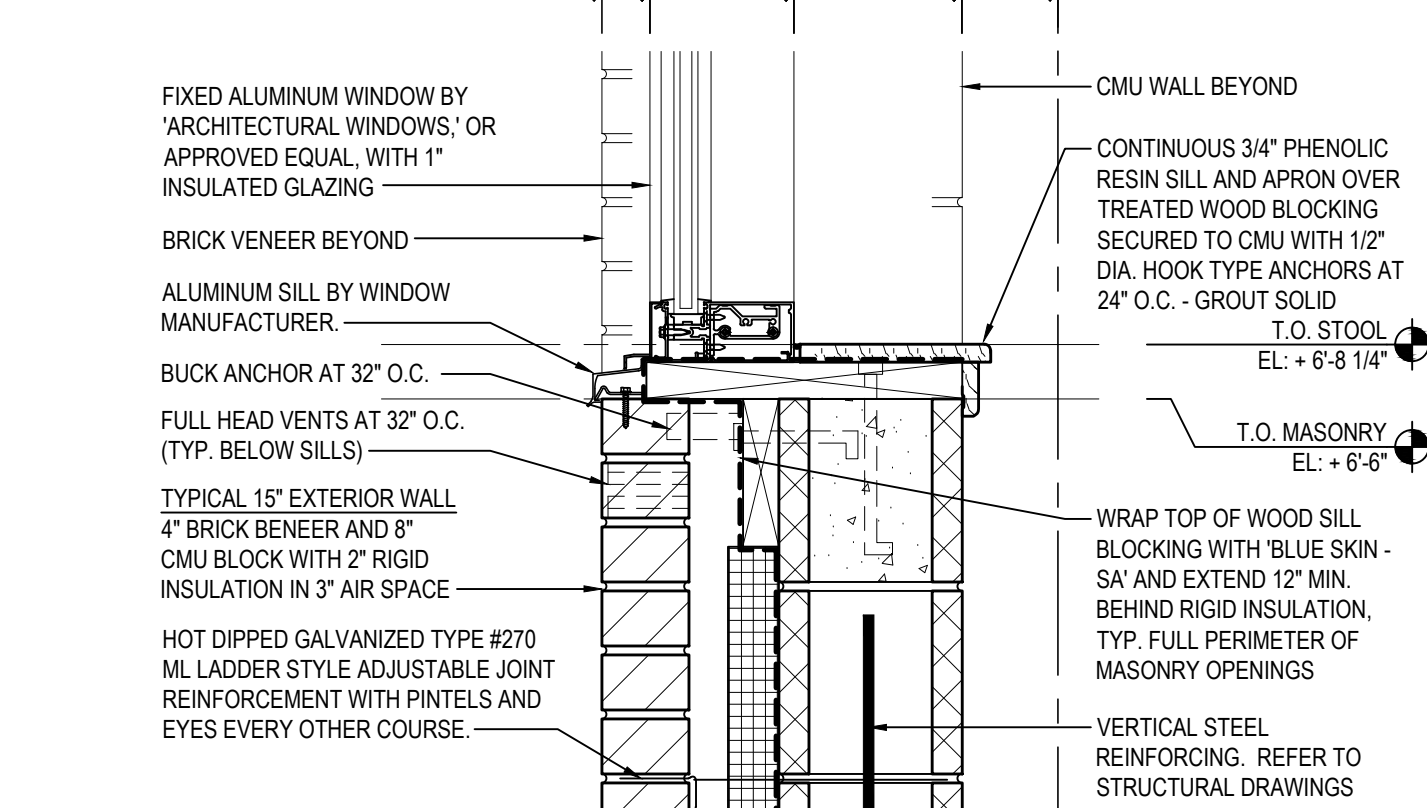 FIXED ALUMINUM WINDOW BY
'ARCHITECTURAL WINDOWS,' OR
APPROVED EQUAL, WITH 1"
INSULATED GLAZING
BRICK VENEER BEYOND
ALUMINUM SILL BY WINDOW
MANUFACTURER.
BUCK ANCHOR AT 32" O.C.
FULL HEAD VENTS AT 32" O.C.
(TYP. BELOW SILLS)
TYPICAL 15" EXTERIOR WALL
4" BRICK BENEER AND 8"
CMU BLOCK WITH 2" RIGID
INSULATION IN 3" AIR SPACE
HOT DIPPED GALVANIZED TYPE #270
ML LADDER STYLE ADJUSTABLE JOINT
REINFORCEMENT WITH PINTELS AND
EYES EVERY OTHER COURSE.
CMU WALL BEYOND
CONTINUOUS 3/4" PHENOLIC
RESIN SILL AND APRON OVER
TREATED WOOD BLOCKING
SECURED TO CMU WITH 1/2"
DIA. HOOK TYPE ANCHORS AT
24" O.C. - GROUT SOLID
T.O. STOOL
EL: + 6'-8 1/4"
T.O. MASONRY
EL: + 6'-6"
WRAP TOP OF WOOD SILL
BLOCKING WITH 'BLUE SKIN -
SA' AND EXTEND 12" MIN.
BEHIND RIGID INSULATION,
TYP. FULL PERIMETER OF
MASONRY OPENINGS
VERTICAL STEEL
REINFORCING. REFER TO
STRUCTURAL DRAWINGS